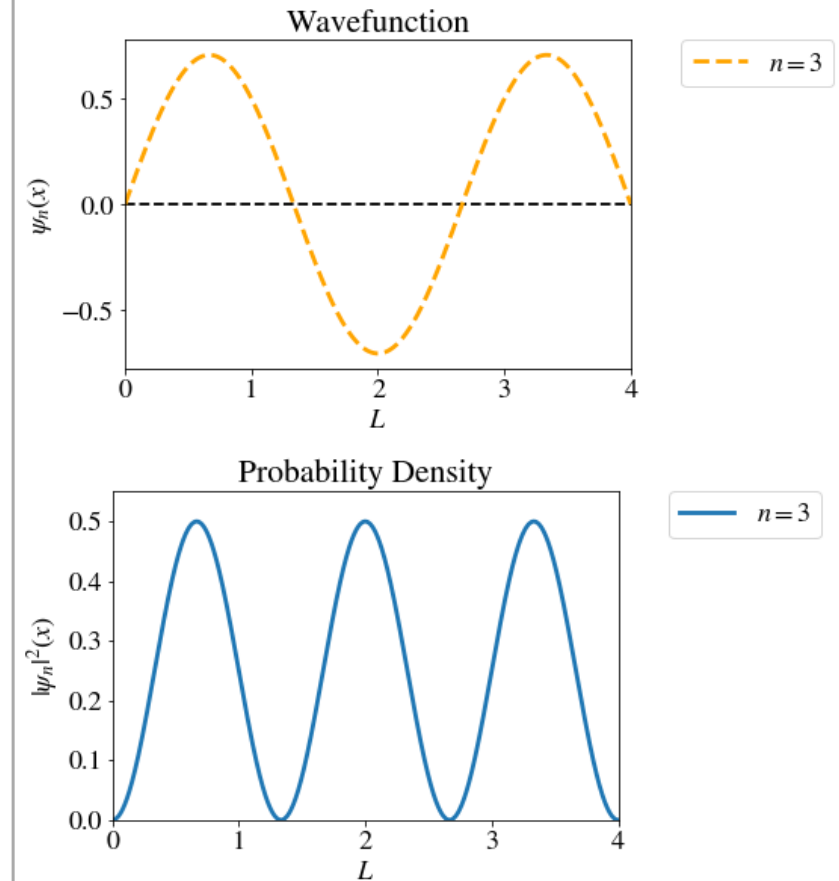 Wavefunction
n = 3
0.5
0.0
−0.5
ψₙ(x)
0 1 2 3 4
L
Probability Density
n = 3
0.5
0.4
0.3
0.2
0.1
0.0
|ψₙ|²(x)
0 1 2 3 4
L